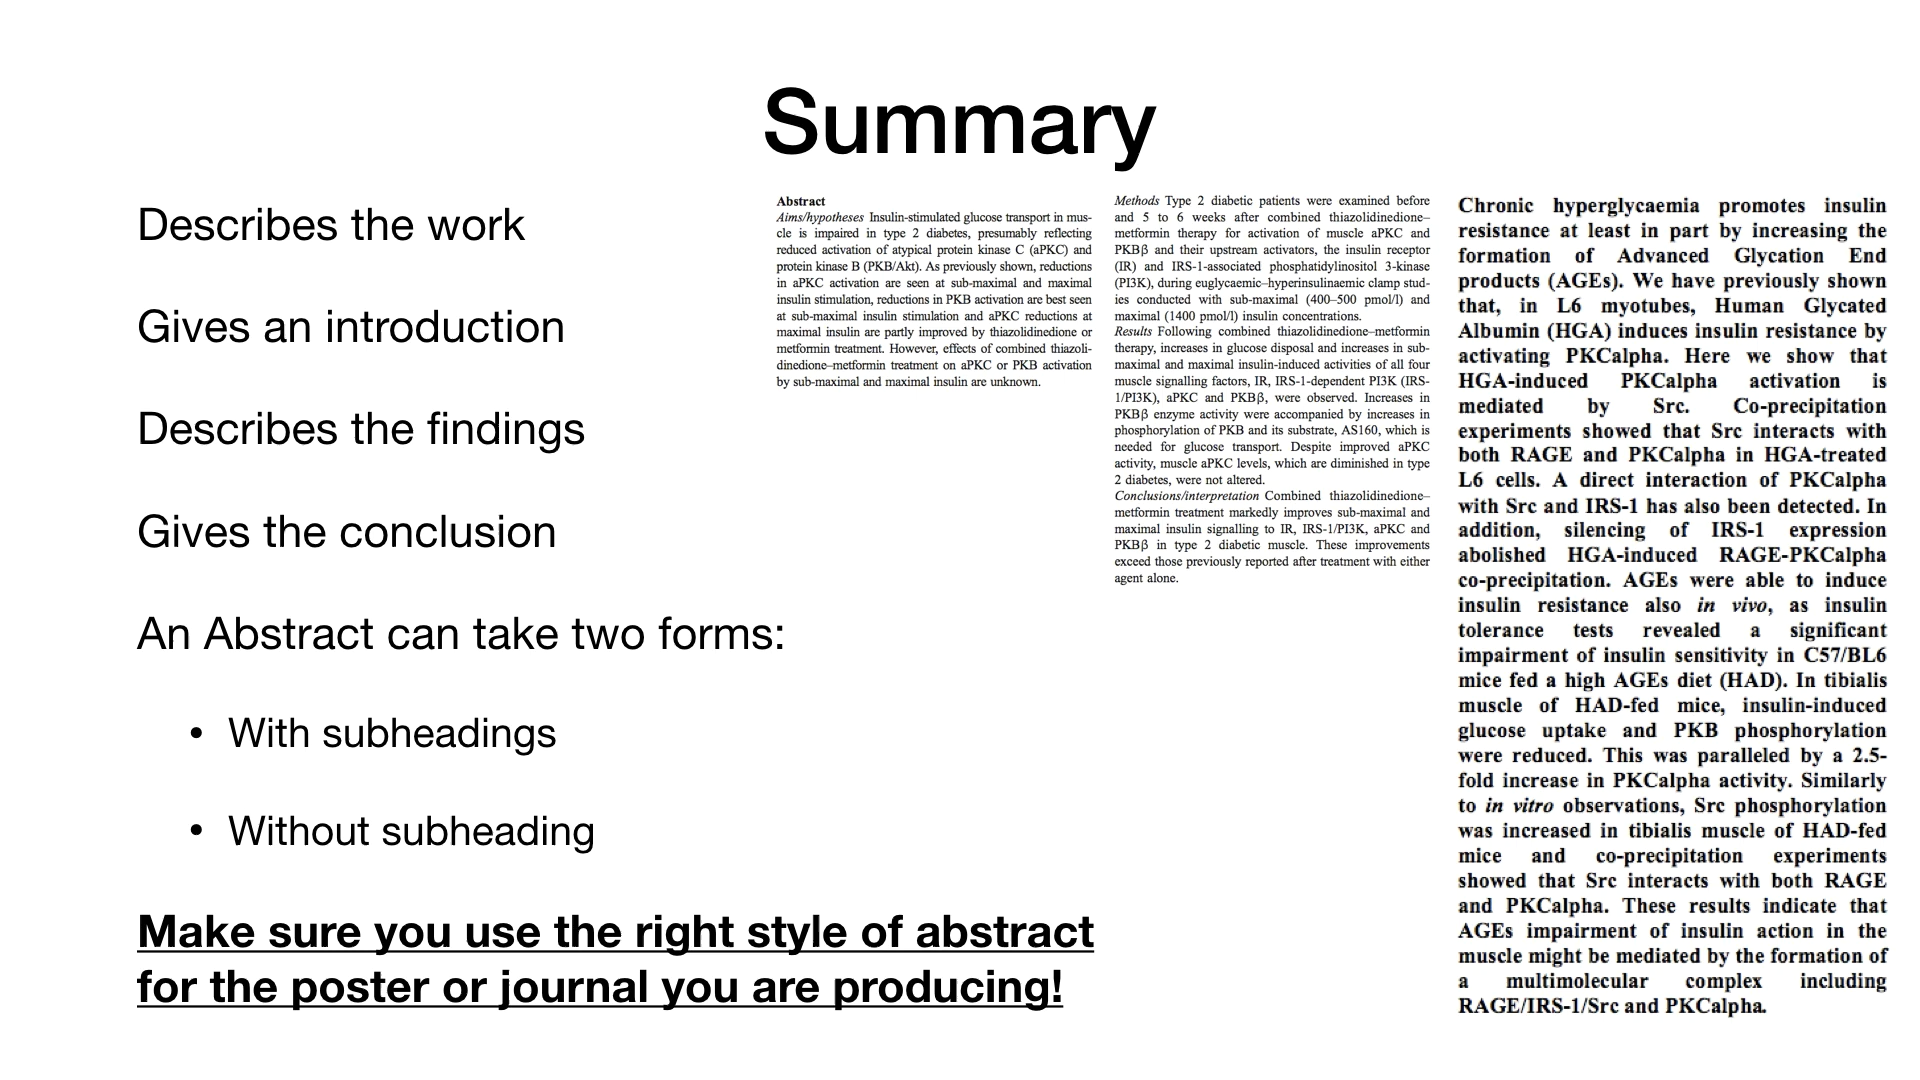 Summary
Describes the work
Gives an introduction
Describes the findings
Gives the conclusion
An Abstract can take two forms:
• With subheadings
• Without subheading
Make sure you use the right style of abstract
for the poster or journal you are producing!
Abstract
Aims/hypotheses Insulin-stimulated glucose transport in mus-
cle is impaired in type 2 diabetes, presumably reflecting
reduced activation of atypical protein kinase C (aPKC) and
protein kinase B (PKB/Akt). As previously shown, reductions
in aPKC activation are seen at sub-maximal and maximal
insulin stimulation, reductions in PKB activation are best seen
at sub-maximal insulin stimulation and aPKC reductions at
maximal insulin are partly improved by thiazolidinedione or
metformin treatment. However, effects of combined thiazoli-
dinedione–metformin treatment on aPKC or PKB activation
by sub-maximal and maximal insulin are unknown.
Methods Type 2 diabetic patients were examined before
and 5 to 6 weeks after combined thiazolidinedione–
metformin therapy for activation of muscle aPKC and
PKBβ and their upstream activators, the insulin receptor
(IR) and IRS-1-associated phosphatidylinositol 3-kinase
(PI3K), during euglycaemic–hyperinsulinaemic clamp stud-
ies conducted with sub-maximal (400–500 pmol/l) and
maximal (1400 pmol/l) insulin concentrations.
Results Following combined thiazolidinedione–metformin
therapy, increases in glucose disposal and increases in sub-
maximal and maximal insulin-induced activities of all four
muscle signalling factors, IR, IRS-1-dependent PI3K (IRS-
1/PI3K), aPKC and PKBβ, were observed. Increases in
PKBβ enzyme activity were accompanied by increases in
phosphorylation of PKB and its substrate, AS160, which is
needed for glucose transport. Despite improved aPKC
activity, muscle aPKC levels, which are diminished in type
2 diabetes, were not altered.
Conclusions/interpretation Combined thiazolidinedione–
metformin treatment markedly improves sub-maximal and
maximal insulin signalling to IR, IRS-1/PI3K, aPKC and
PKBβ in type 2 diabetic muscle. These improvements
exceed those previously reported after treatment with either
agent alone.
Chronic hyperglycaemia promotes insulin
resistance at least in part by increasing the
formation of Advanced Glycation End
products (AGEs). We have previously shown
that, in L6 myotubes, Human Glycated
Albumin (HGA) induces insulin resistance by
activating PKCalpha. Here we show that
HGA-induced PKCalpha activation is
mediated by Src. Co-precipitation
experiments showed that Src interacts with
both RAGE and PKCalpha in HGA-treated
L6 cells. A direct interaction of PKCalpha
with Src and IRS-1 has also been detected. In
addition, silencing of IRS-1 expression
abolished HGA-induced RAGE-PKCalpha
co-precipitation. AGEs were able to induce
insulin resistance also in vivo, as insulin
tolerance tests revealed a significant
impairment of insulin sensitivity in C57/BL6
mice fed a high AGEs diet (HAD). In tibialis
muscle of HAD-fed mice, insulin-induced
glucose uptake and PKB phosphorylation
were reduced. This was paralleled by a 2.5-
fold increase in PKCalpha activity. Similarly
to in vitro observations, Src phosphorylation
was increased in tibialis muscle of HAD-fed
mice and co-precipitation experiments
showed that Src interacts with both RAGE
and PKCalpha. These results indicate that
AGEs impairment of insulin action in the
muscle might be mediated by the formation of
a multimolecular complex including
RAGE/IRS-1/Src and PKCalpha.